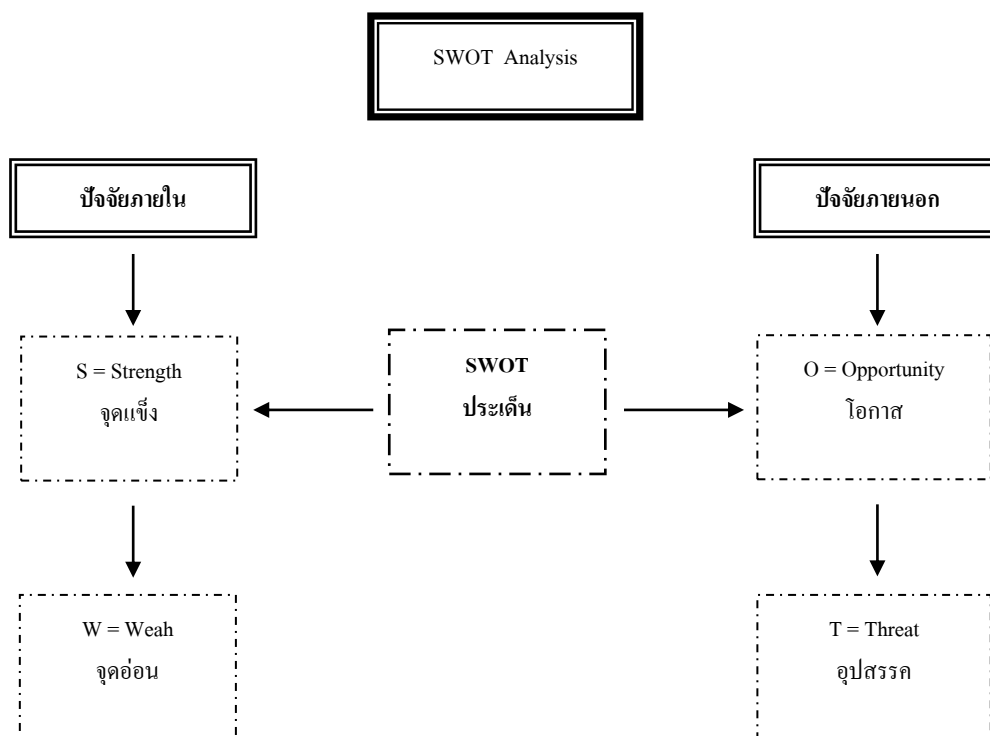 SWOT Analysis
ปัจจัยภายใน
ปัจจัยภายนอก
S = Strength
จุดแข็ง
SWOT
ประเด็น
O = Opportunity
โอกาส
W = Weah
จุดอ่อน
T = Threat
อุปสรรค